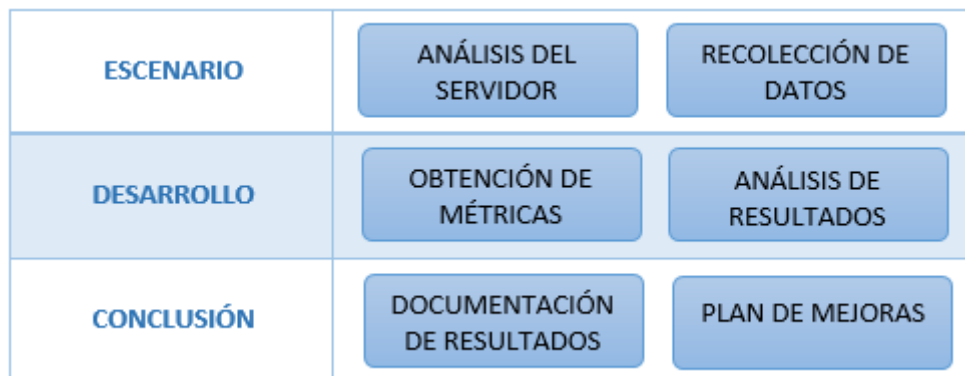 ESCENARIO
ANÁLISIS DEL
SERVIDOR
RECOLECCIÓN DE
DATOS
DESARROLLO
OBTENCIÓN DE
MÉTRICAS
ANÁLISIS DE
RESULTADOS
CONCLUSIÓN
DOCUMENTACIÓN
DE RESULTADOS
PLAN DE MEJORAS